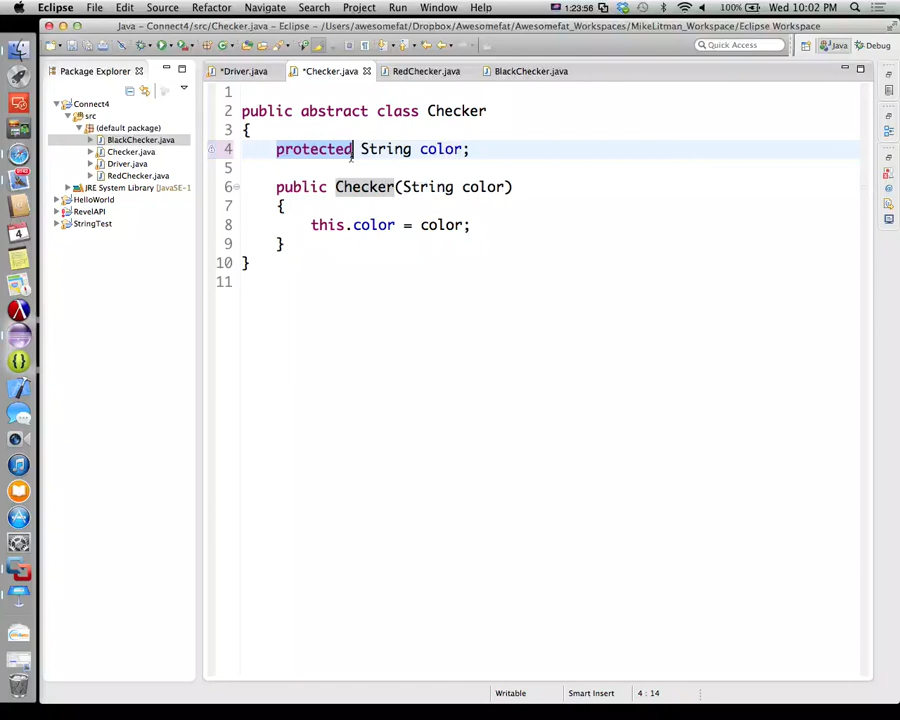 Eclipse File Edit Source Refactor Navigate Search Project Run Window Help 1:23:56 100% Wed 10:02 PM
Java - Connect4/src/Checker.java - Eclipse - /Users/awesomefat/Dropbox/Awesomefat/Awesomefat_Workspaces/MikeLitman_Workspace/Eclipse Workspace
Quick Access Java Debug
Package Explorer
*Driver.java *Checker.java RedChecker.java BlackChecker.java
Connect4
src
(default package)
BlackChecker.java
Checker.java
Driver.java
RedChecker.java
JRE System Library [JavaSE-1
HelloWorld
RevelAPI
StringTest
1
2 public abstract class Checker
3 {
4 protected String color;
5
6 public Checker(String color)
7 {
8 this.color = color;
9 }
10 }
11
Writable Smart Insert 4 : 14